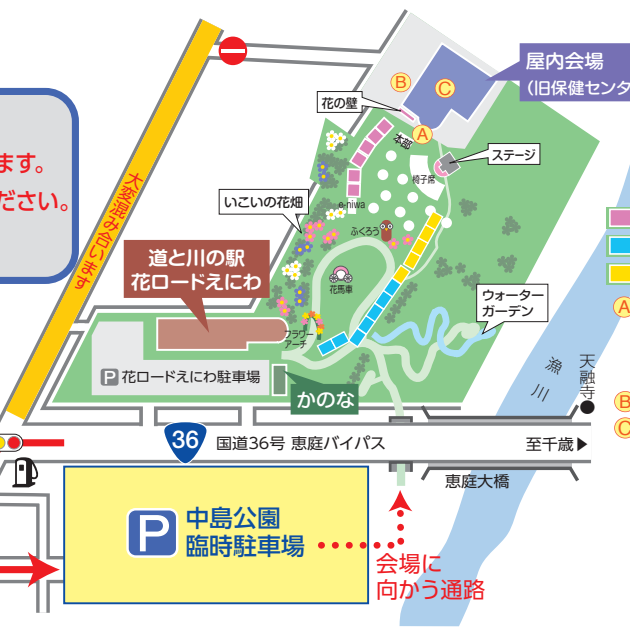 屋内会場
(旧保健センタ
B
C
花の壁
A
本部
ステージ
椅子席
ます。
ださい。
大変混み合います
e-niwa
いこいの花畑
ふくろう
道と川の駅
花ロードえにわ
花馬車
ウォーター
ガーデン
A
フラワー
アーチ
漁川
天融寺
P 花ロードえにわ駐車場
かのな
B
C
36
国道36号 恵庭バイパス
至千歳▶
恵庭大橋
P
中島公園
臨時駐車場
会場に
向かう通路